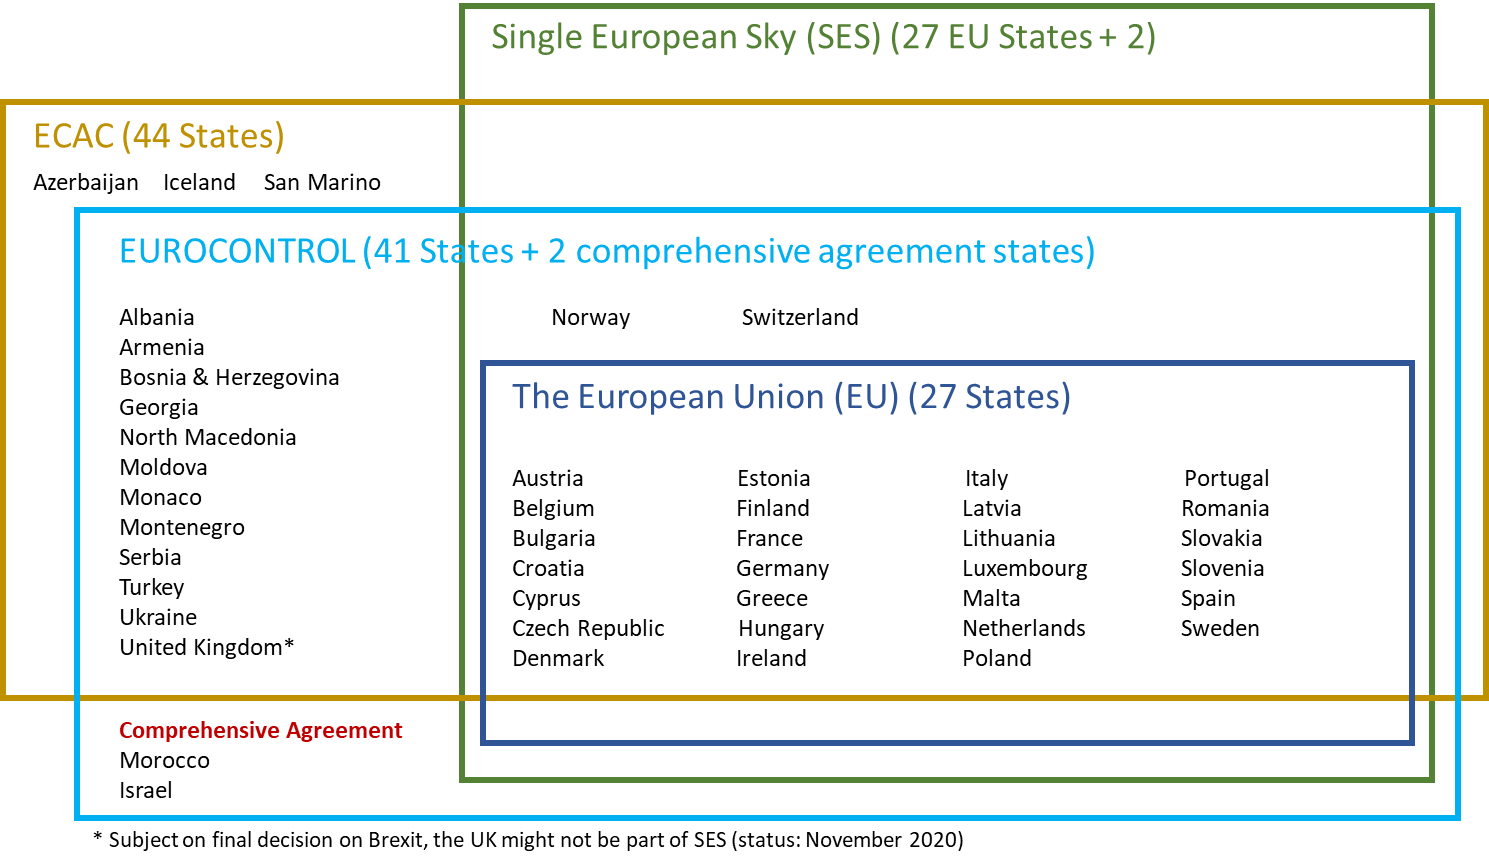 Single European Sky (SES) (27 EU States + 2)
ECAC (44 States)
Azerbaijan Iceland San Marino
EUROCONTROL (41 States + 2 comprehensive agreement states)
Albania
Armenia
Bosnia & Herzegovina
Georgia
North Macedonia
Moldova
Monaco
Montenegro
Serbia
Turkey
Ukraine
United Kingdom*
Norway Switzerland
The European Union (EU) (27 States)
Austria Estonia Italy Portugal
Belgium Finland Latvia Romania
Bulgaria France Lithuania Slovakia
Croatia Germany Luxembourg Slovenia
Cyprus Greece Malta Spain
Czech Republic Hungary Netherlands Sweden
Denmark Ireland Poland
Comprehensive Agreement
Morocco
Israel
* Subject on final decision on Brexit, the UK might not be part of SES (status: November 2020)